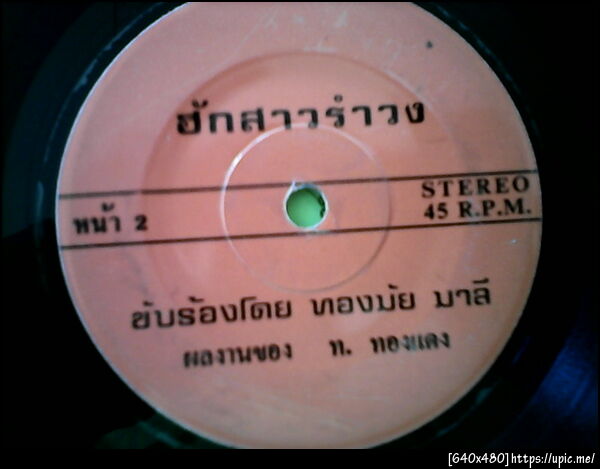 ฮักสาวรำวง
STEREO
หน้า 2
45 R.P.M.
ขับร้องโดย ทองมัย มาลี
ผลงานของ ท. ทองแดง
[640x480]https://upic.me/